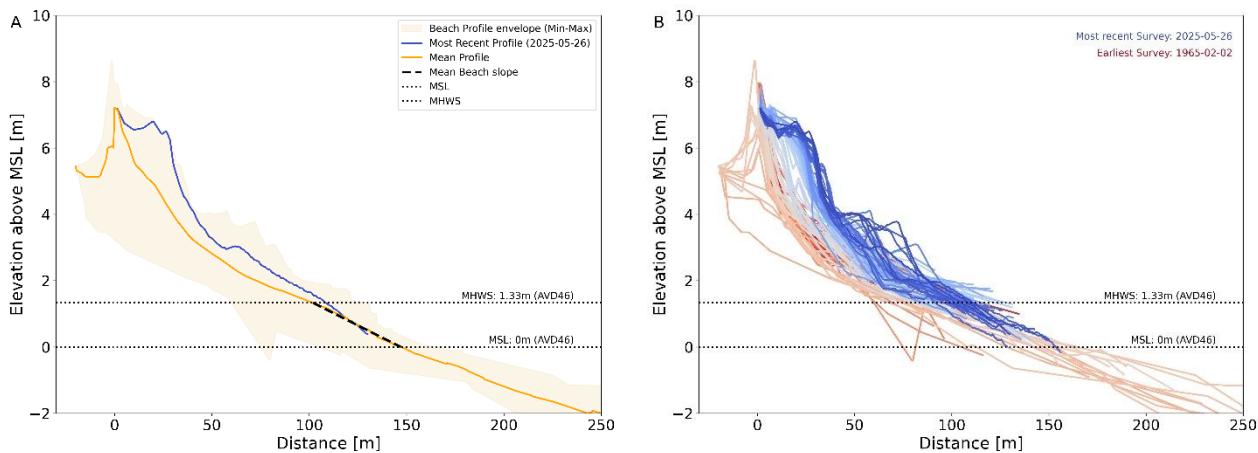 A
10
8
6
4
2
0
−2
Elevation above MSL [m]
0
50
100
150
200
250
Distance [m]
Beach Profile envelope (Min-Max)
Most Recent Profile (2025-05-26)
Mean Profile
Mean Beach slope
MSL
MHWS
MHWS: 1.33m (AVD46)
MSL: 0m (AVD46)
B
10
8
6
4
2
0
−2
Elevation above MSL [m]
0
50
100
150
200
250
Distance [m]
Most recent Survey: 2025-05-26
Earliest Survey: 1965-02-02
MHWS: 1.33m (AVD46)
MSL: 0m (AVD46)